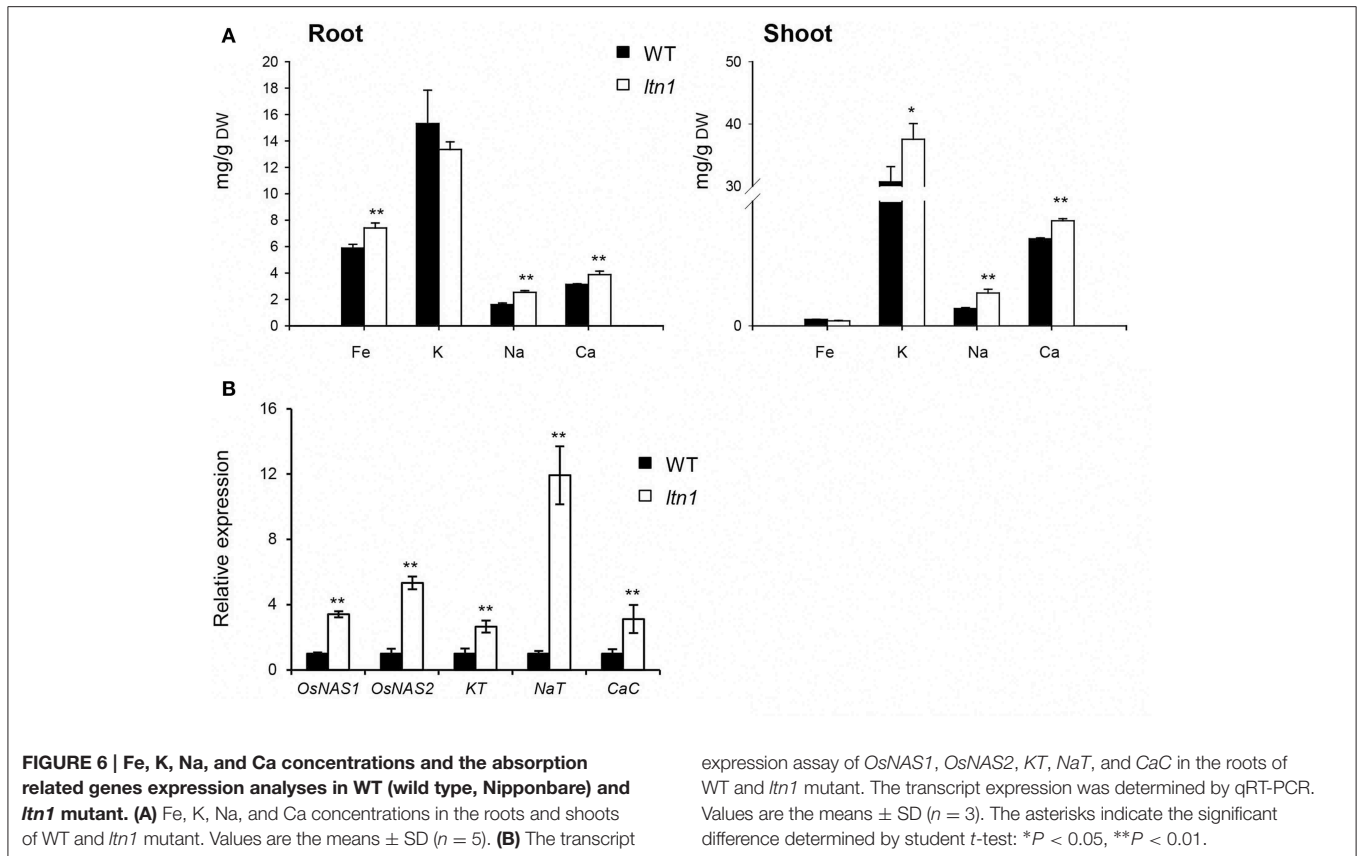 A
Root
WT
ltn1
mg/g DW
20
18
16
14
12
10
8
6
4
2
0
**
**
**
Fe K Na Ca
Shoot
mg/g DW
50
40
30
0
*
**
**
Fe K Na Ca
B
Relative expression
16
12
8
4
0
WT
ltn1
**
**
**
**
**
OsNAS1 OsNAS2 KT NaT CaC
FIGURE 6 | Fe, K, Na, and Ca concentrations and the absorption
related genes expression analyses in WT (wild type, Nipponbare) and
ltn1 mutant. (A) Fe, K, Na, and Ca concentrations in the roots and shoots
of WT and ltn1 mutant. Values are the means ± SD (n = 5). (B) The transcript
expression assay of OsNAS1, OsNAS2, KT, NaT, and CaC in the roots of
WT and ltn1 mutant. The transcript expression was determined by qRT-PCR.
Values are the means ± SD (n = 3). The asterisks indicate the significant
difference determined by student t-test: *P < 0.05, **P < 0.01.